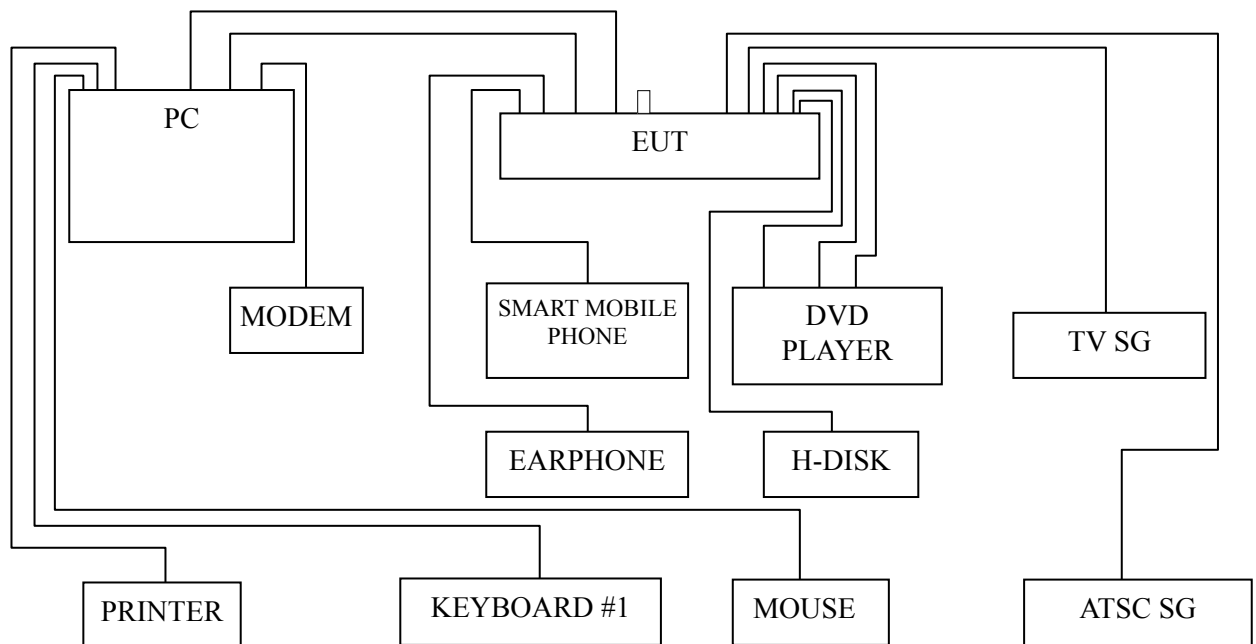 PC
EUT
MODEM
SMART MOBILE
PHONE
DVD
PLAYER
TV SG
EARPHONE
H-DISK
PRINTER
KEYBOARD #1
MOUSE
ATSC SG